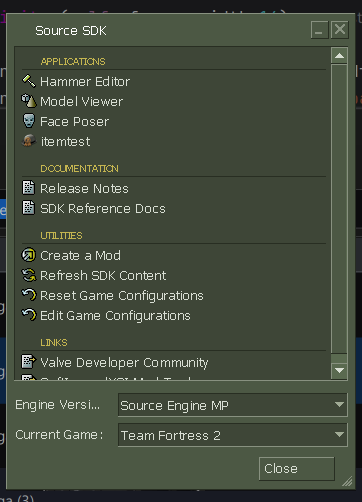 Source SDK
APPLICATIONS
Hammer Editor
Model Viewer
Face Poser
itemtest
DOCUMENTATION
Release Notes
SDK Reference Docs
UTILITIES
Create a Mod
Refresh SDK Content
Reset Game Configurations
Edit Game Configurations
LINKS
Valve Developer Community
Engine Versi... Source Engine MP
Current Game: Team Fortress 2
Close